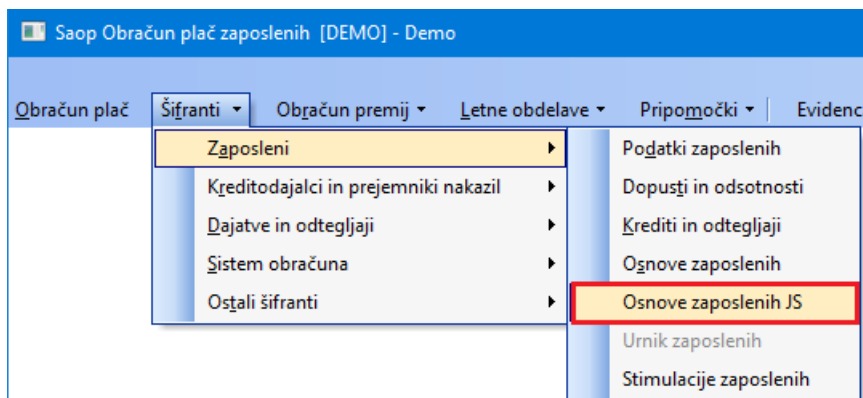 Saop Obračun plač zaposlenih [DEMO] - Demo
Obračun plač Šifranti Obračun premij Letne obdelave Pripomočki Evidenc
Zaposleni
Kreditodajalci in prejemniki nakazil
Dajatve in odtegljaji
Sistem obračuna
Ostali šifranti
Podatki zaposlenih
Dopusti in odsotnosti
Krediti in odtegljaji
Osnove zaposlenih
Osnove zaposlenih JS
Urnik zaposlenih
Stimulacije zaposlenih